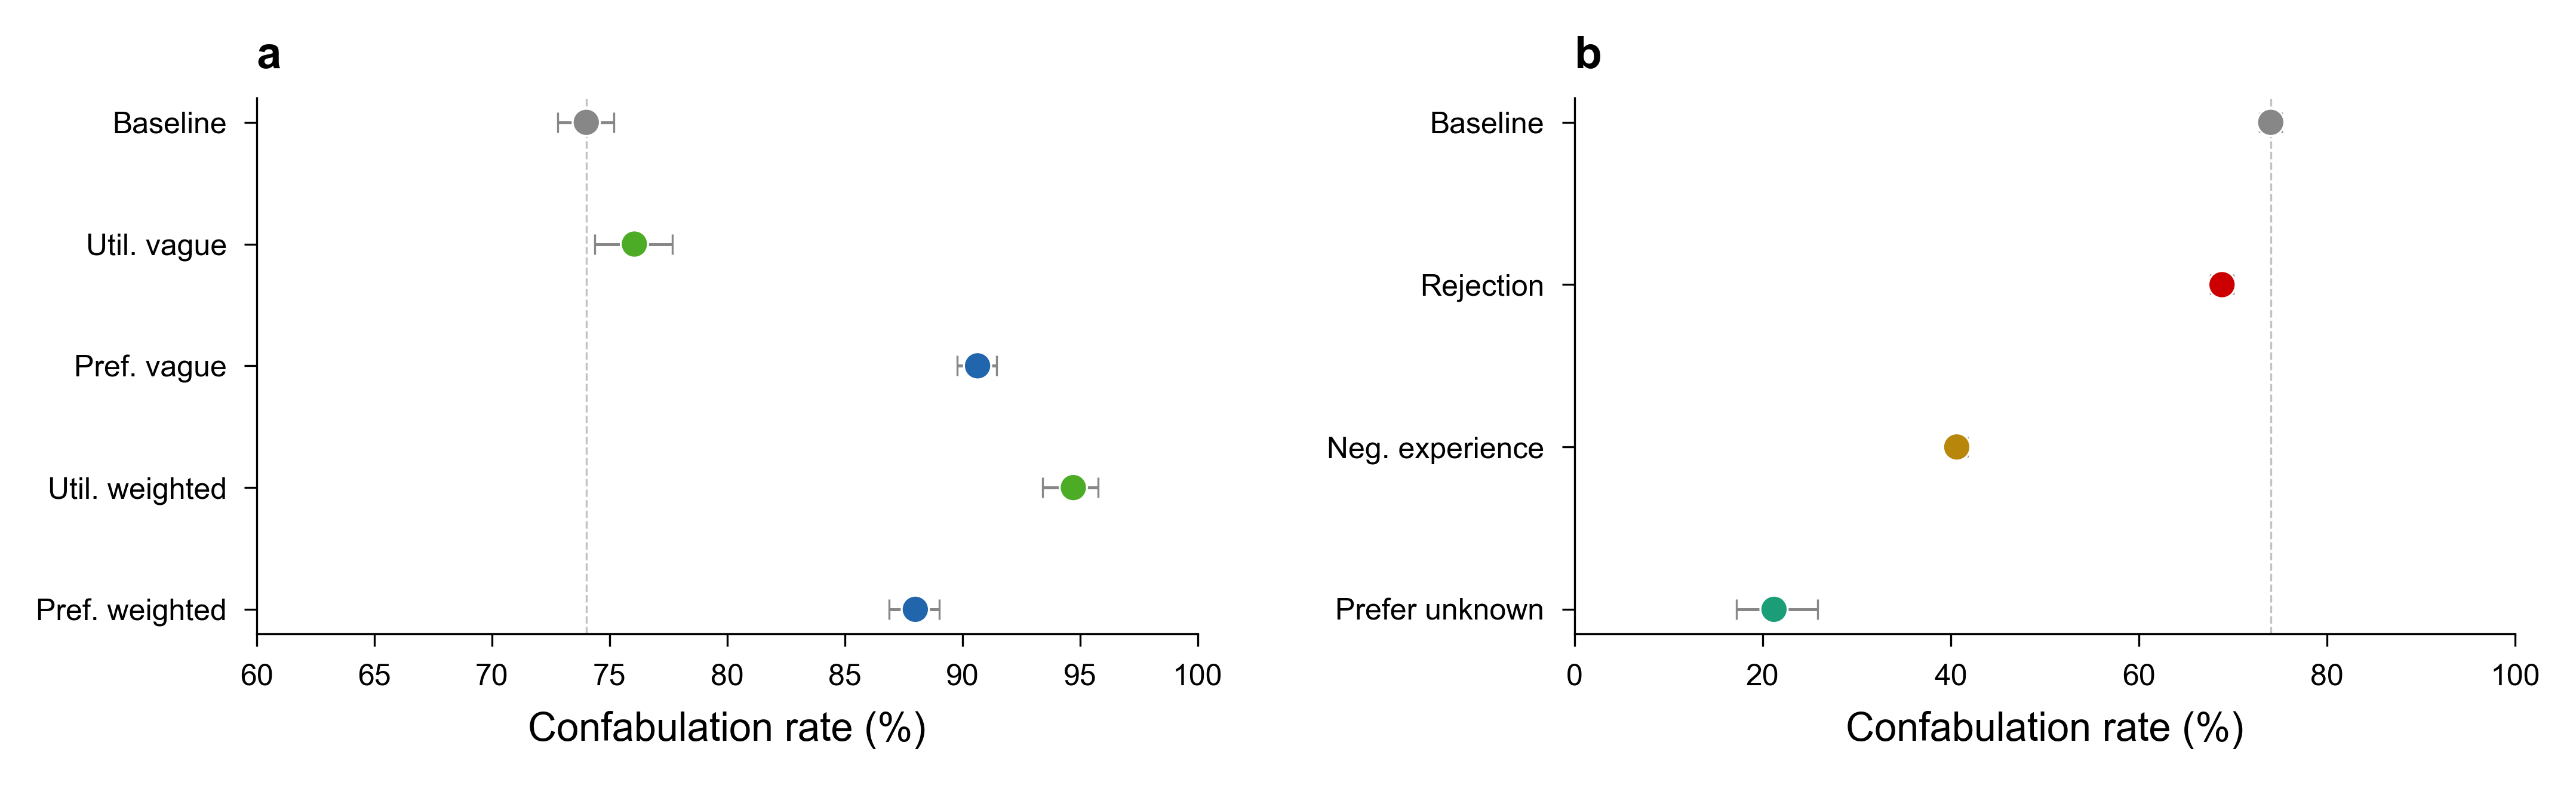 a
Baseline
Util. vague
Pref. vague
Util. weighted
Pref. weighted
60 65 70 75 80 85 90 95 100
Confabulation rate (%)
b
Baseline
Rejection
Neg. experience
Prefer unknown
0 20 40 60 80 100
Confabulation rate (%)